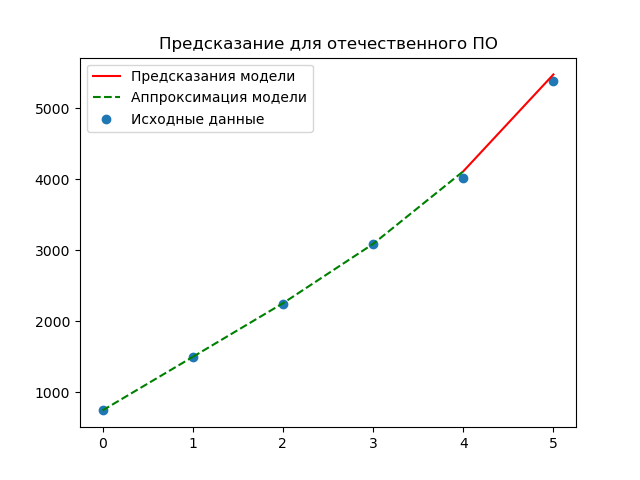 Предсказание для отечественного ПО
Предсказания модели
Аппроксимация модели
Исходные данные
5000
4000
3000
2000
1000
0 1 2 3 4 5